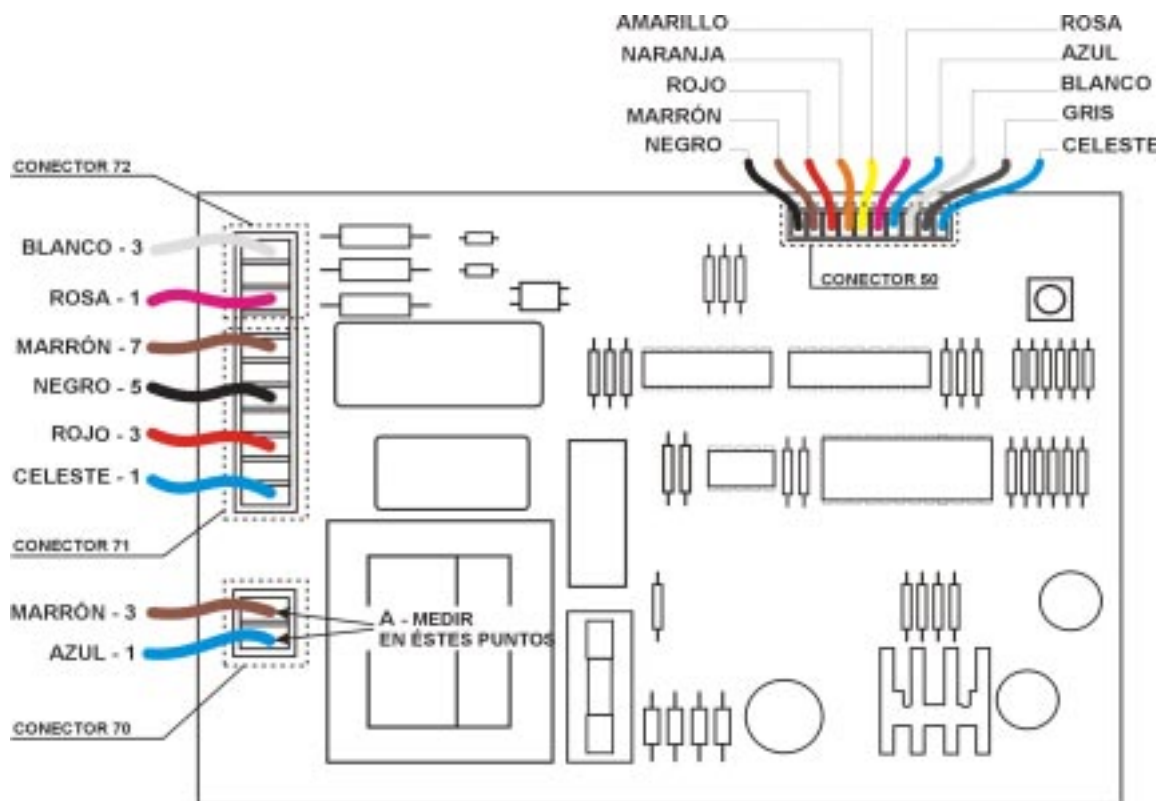 AMARILLO
NARANJA
ROJO
MARRÓN
NEGRO
ROSA
AZUL
BLANCO
GRIS
CELESTE
CONECTOR 50
CONECTOR 72
BLANCO - 3
ROSA - 1
MARRÓN - 7
NEGRO - 5
ROJO - 3
CELESTE - 1
CONECTOR 71
MARRÓN - 3
AZUL - 1
A - MEDIR
EN ÉSTES PUNTOS
CONECTOR 70